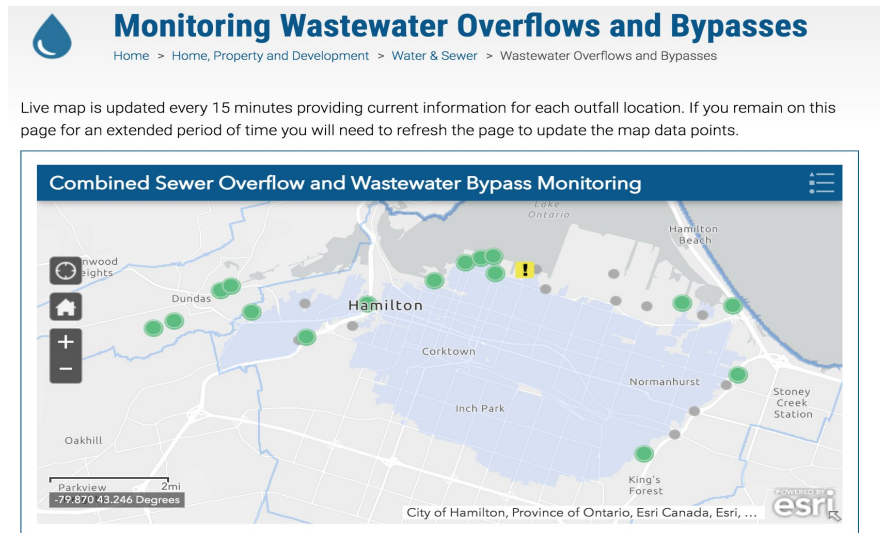 Monitoring Wastewater Overflows and Bypasses
Home > Home, Property and Development > Water & Sewer > Wastewater Overflows and Bypasses
Live map is updated every 15 minutes providing current information for each outfall location. If you remain on this
page for an extended period of time you will need to refresh the page to update the map data points.
Combined Sewer Overflow and Wastewater Bypass Monitoring
Lake
Ontario
Hamilton
Beach
Dundas
Hamilton
+
−
Corktown
Normanhurst
Stoney
Creek
Station
Inch Park
Oakhill
King's
Forest
Parkview
2mi
-79.870 43.246 Degrees
City of Hamilton, Province of Ontario, Esri Canada, Esri, ...
POWERED BY
esri